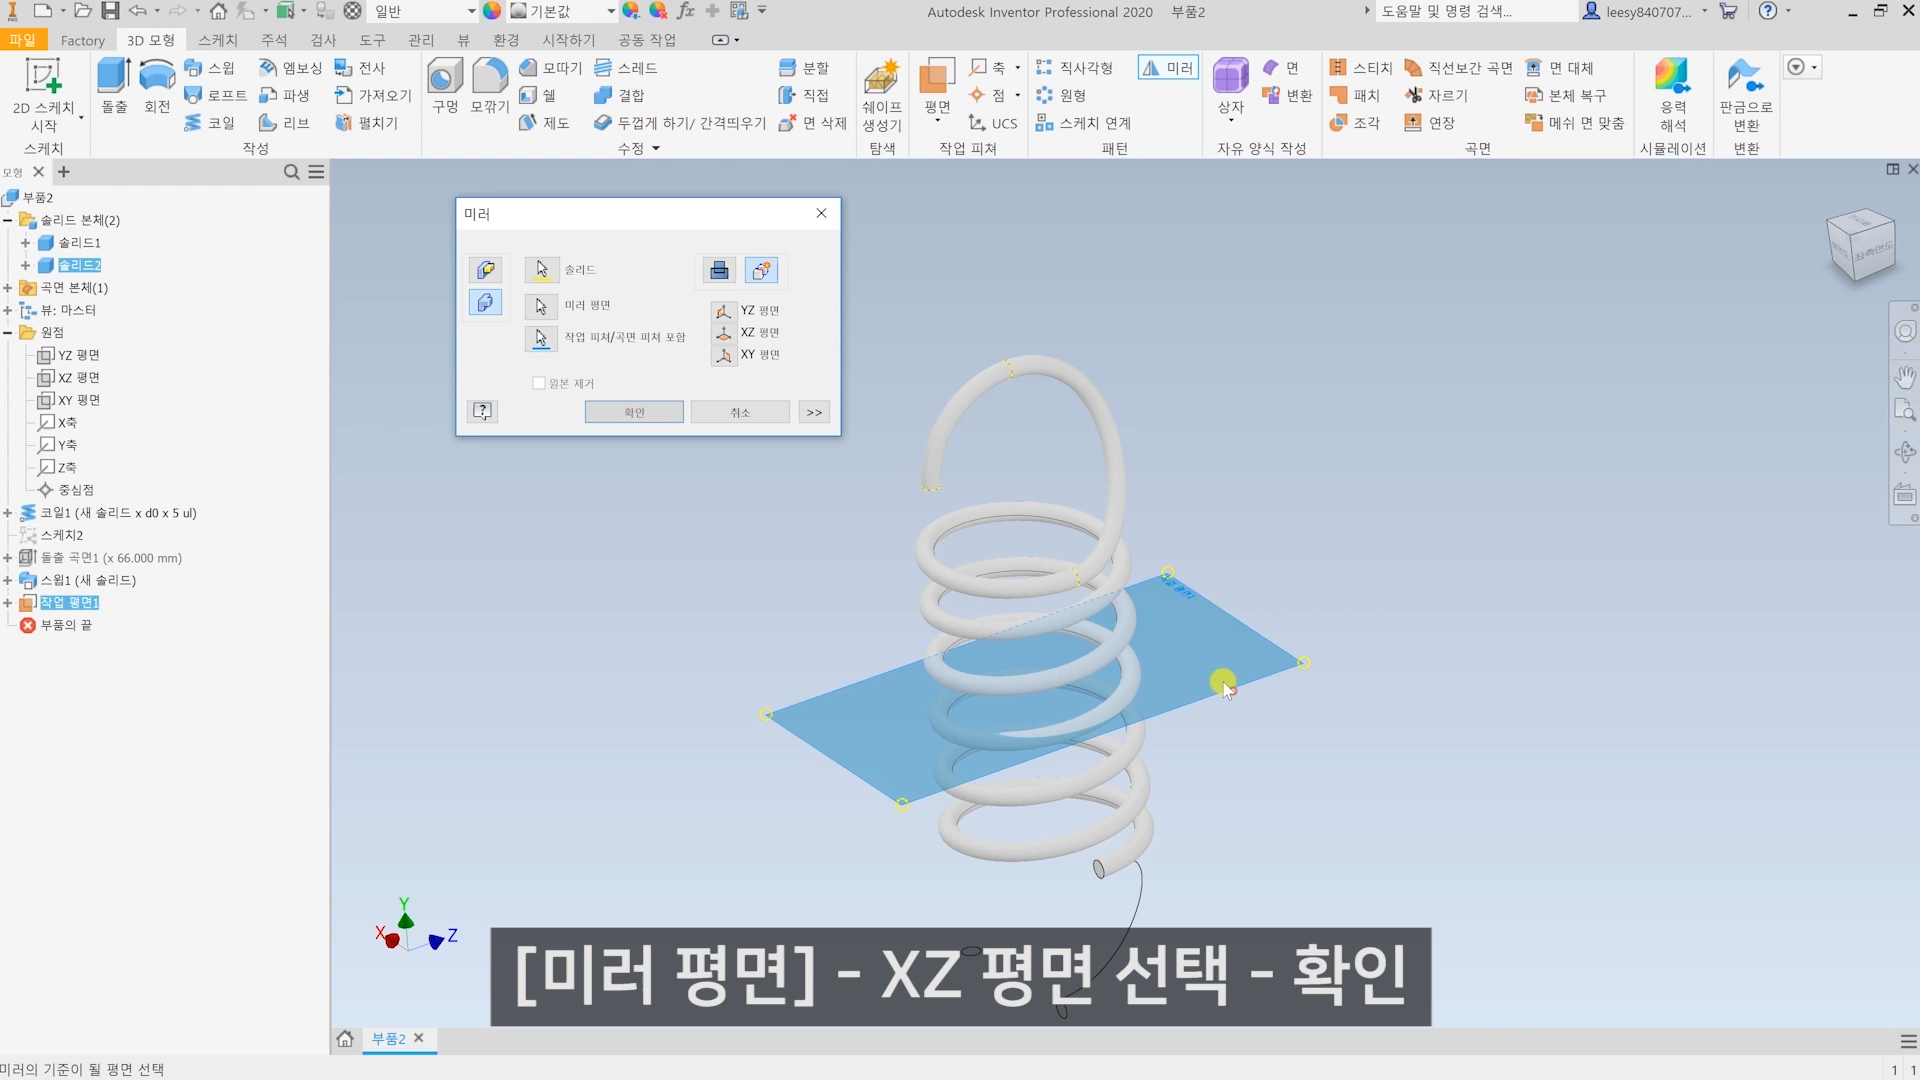 일반
기본값
Autodesk Inventor Professional 2020 부품2
도움말 및 명령 검색...
leesy840707...
파일 Factory 3D 모형 스케치 주석 검사 도구 관리 뷰 환경 시작하기 공동 작업
2D 스케치 시작
스케치
돌출 회전
스윕 엠보싱 전사
로프트 파생 가져오기
코일 리브 펼치기
작성
구멍 모깎기
모따기 스레드 분할
쉘 결합 직접
제도 두껍게 하기/ 간격띄우기 면 삭제
수정
쉐이프 생성기
탐색
평면
축
점
UCS
작업 피쳐
직사각형 미러
원형
스케치 연계
패턴
상자
면
변환
자유 양식 작성
스티치 직선보간 곡면 면 대체
패치 자르기 본체 복구
조각 연장 메쉬 면 맞춤
곡면
응력 해석
시뮬레이션
판금으로 변환
변환
모형
부품2
솔리드 본체(2)
솔리드1
솔리드2
곡면 본체(1)
뷰: 마스터
원점
YZ 평면
XZ 평면
XY 평면
X축
Y축
Z축
중심점
코일1 (새 솔리드 x d0 x 5 ul)
스케치2
돌출 곡면1 (x 66.000 mm)
스윕1 (새 솔리드)
작업 평면1
부품의 끝
미러
솔리드
미러 평면
작업 피쳐/곡면 피쳐 포함
YZ 평면
XZ 평면
XY 평면
원본 제거
확인 취소 >>
좌측면도
Y
X
Z
[미러 평면] - XZ 평면 선택 - 확인
부품2
미러의 기준이 될 평면 선택
1 1